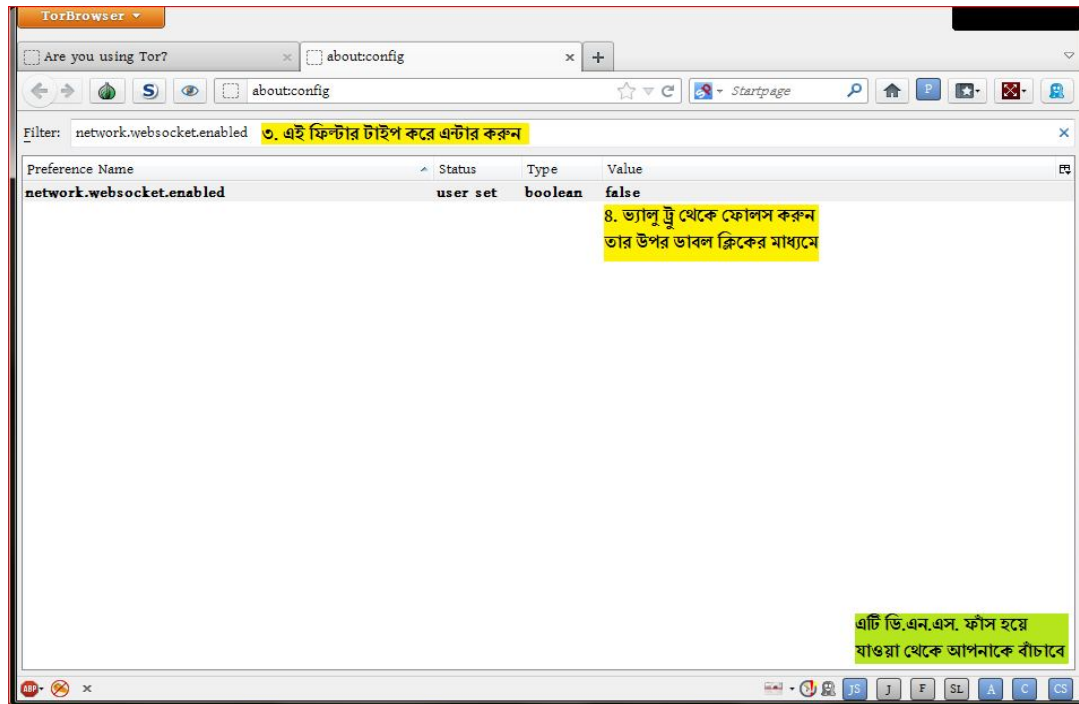 TorBrowser
Are you using Tor?
about:config
about:config
Startpage
P
Filter: network.websocket.enabled ৩. এই ফিল্টার টাইপ করে এন্টার করুন
Preference Name Status Type Value
network.websocket.enabled user set boolean false
৪. ভ্যালু ট্রু থেকে ফোলস করুন
তার উপর ডাবল ক্লিকের মাধ্যমে
এটি ডি.এন.এস. ফাঁস হয়ে
যাওয়া থেকে আপনাকে বাঁচাবে
ABP JS J F SL A C CS